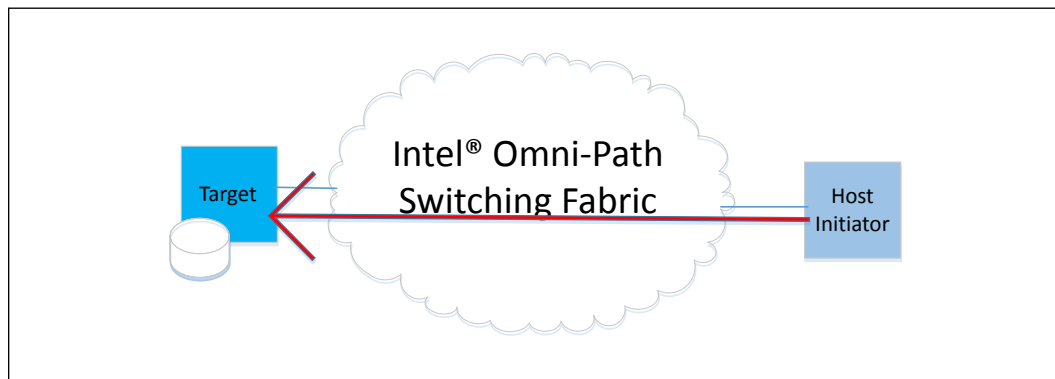 Intel® Omni-Path
Switching Fabric
Target
Host
Initiator